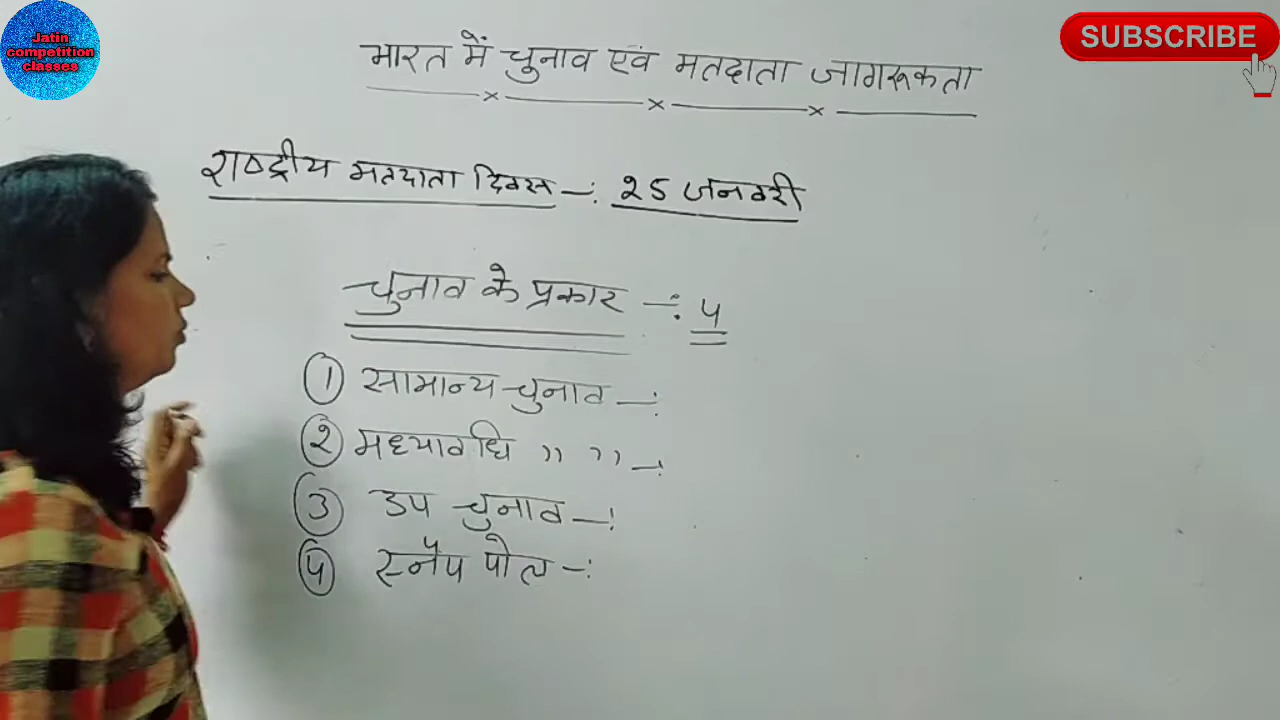 Jatin
competition
classes
SUBSCRIBE
भारत में चुनाव एवं मतदाता जागरूकता
राष्ट्रीय मतदाता दिवस -: 25 जनवरी
चुनाव के प्रकार -: 4
① सामान्य चुनाव -:
② मध्यावधि " " -:
③ उप चुनाव -:
④ स्नैप पोल -: